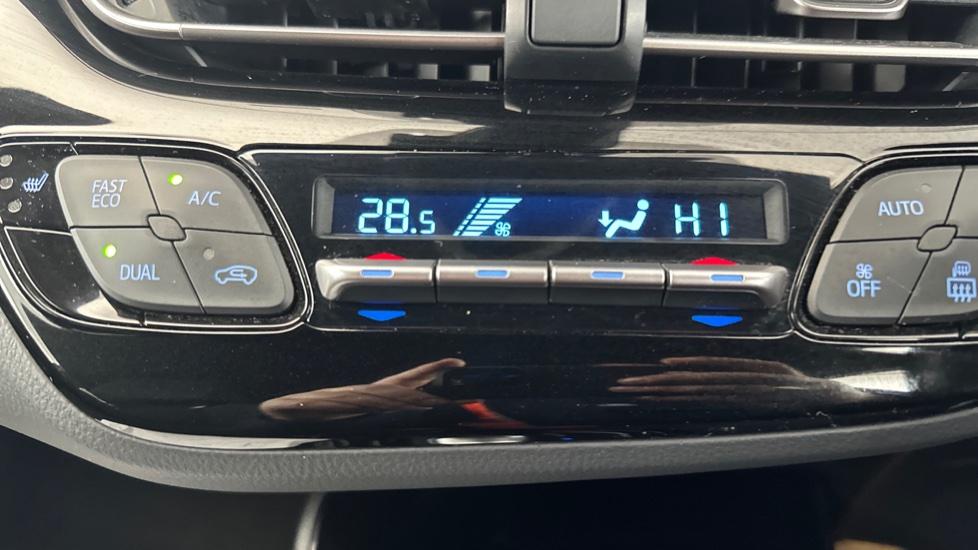 FAST
ECO
A/C
DUAL
28.5
HI
AUTO
OFF